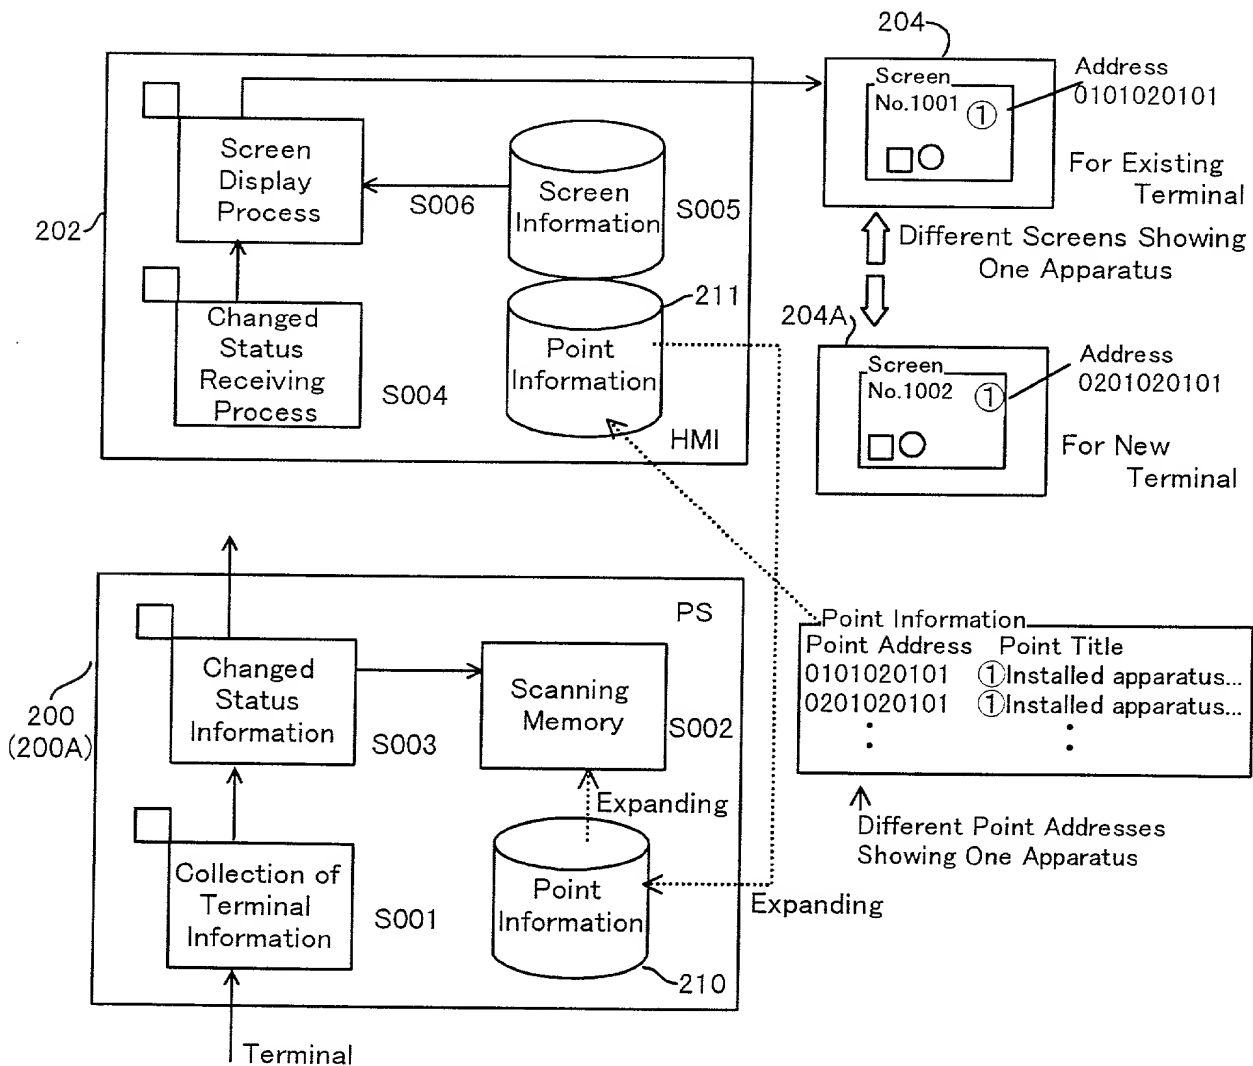 204
Screen
No.1001
①
Address
0101020101
For Existing
Terminal
Screen
Display
Process
S006
Screen
Information
S005
202
Different Screens Showing
One Apparatus
Changed
Status
Receiving
Process
S004
211
Point
Information
HMI
204A
Screen
No.1002
①
Address
0201020101
For New
Terminal
PS
Changed
Status
Information
S003
Scanning
Memory
S002
200
(200A)
Expanding
Collection of
Terminal
Information
S001
Point
Information
210
Expanding
Terminal
Point Information
Point Address Point Title
0101020101 ①Installed apparatus...
0201020101 ①Installed apparatus...
Different Point Addresses
Showing One Apparatus